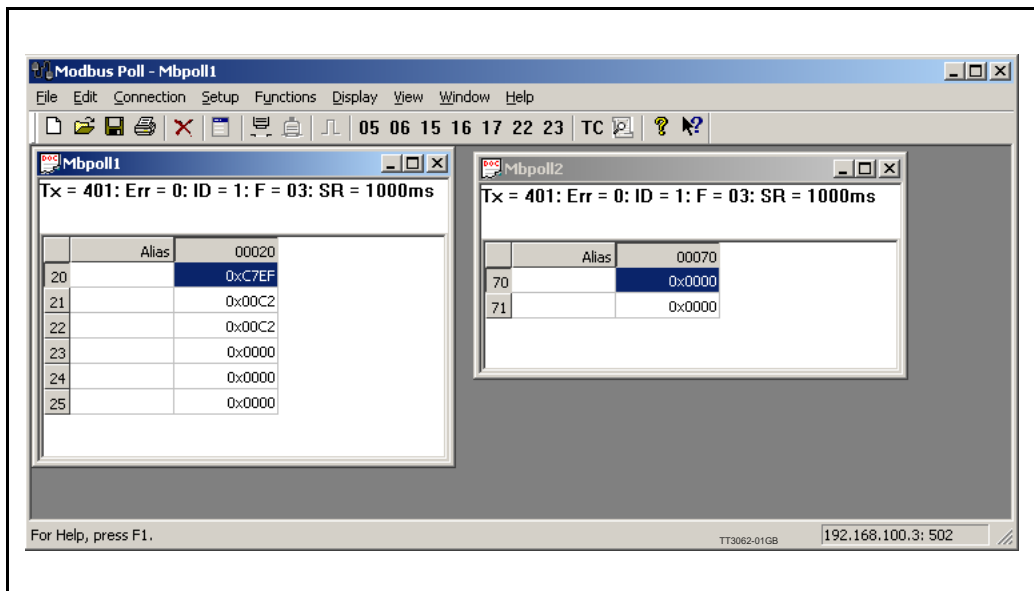 Modbus Poll - Mbpoll1
File Edit Connection Setup Functions Display View Window Help
05 06 15 16 17 22 23 TC
Mbpoll1
Tx = 401: Err = 0: ID = 1: F = 03: SR = 1000ms
Alias 00020
20 0xC7EF
21 0x00C2
22 0x00C2
23 0x0000
24 0x0000
25 0x0000
Mbpoll2
Tx = 401: Err = 0: ID = 1: F = 03: SR = 1000ms
Alias 00070
70 0x0000
71 0x0000
For Help, press F1.
TT3062-01GB
192.168.100.3: 502